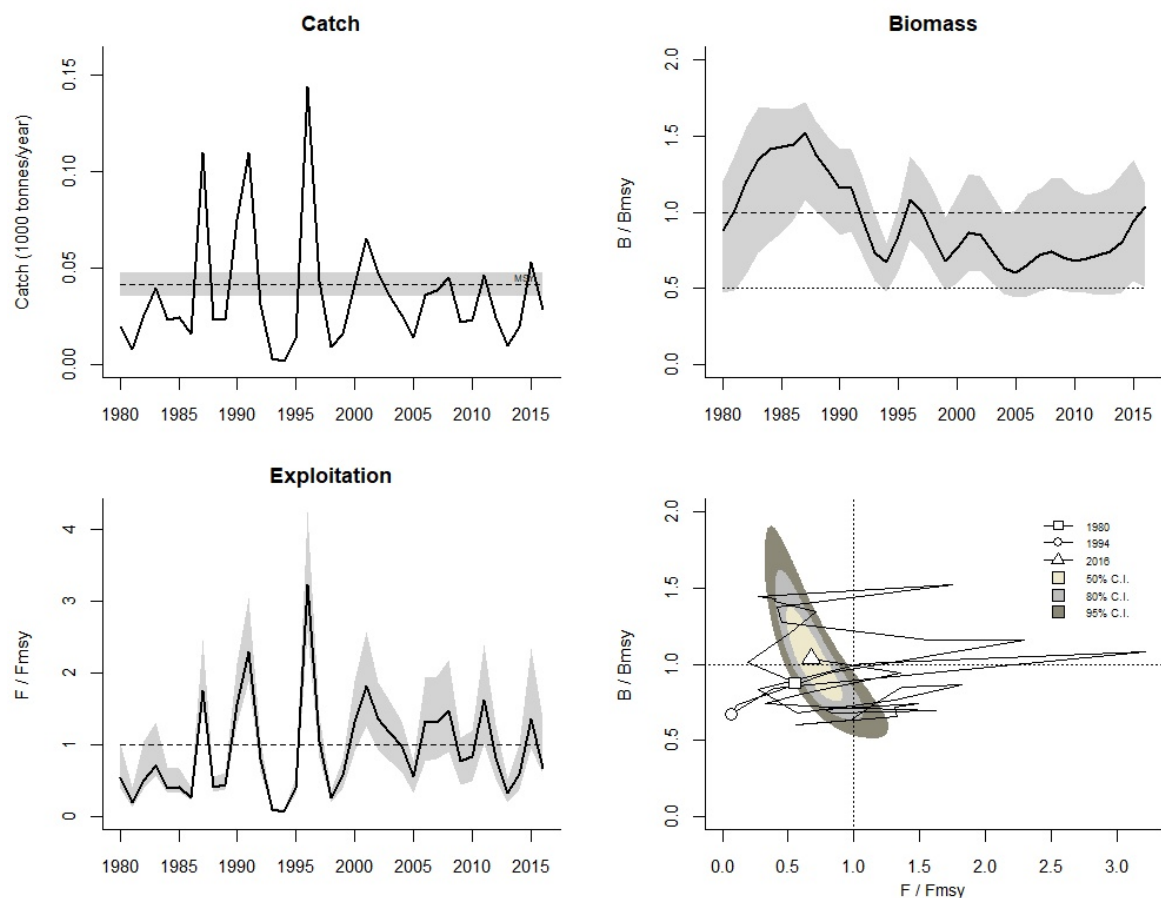 Catch
Catch (1000 tonnes/year)
0.15
0.10
0.05
0.00
MSY
1980 1985 1990 1995 2000 2005 2010 2015
Biomass
B / Bmsy
2.0
1.5
1.0
0.5
0.0
1980 1985 1990 1995 2000 2005 2010 2015
Exploitation
F / Fmsy
4
3
2
1
0
1980 1985 1990 1995 2000 2005 2010 2015
B / Bmsy
2.0
1.5
1.0
0.5
0.0
1980
1994
2016
50% C.I.
80% C.I.
95% C.I.
0.0 0.5 1.0 1.5 2.0 2.5 3.0
F / Fmsy